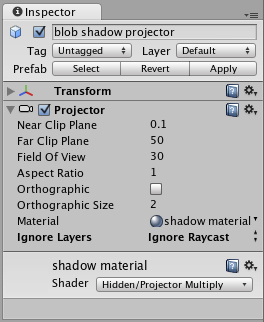 Inspector
blob shadow projector
Tag Untagged Layer Default
Prefab Select Revert Apply
Transform
Projector
Near Clip Plane 0.1
Far Clip Plane 50
Field Of View 30
Aspect Ratio 1
Orthographic
Orthographic Size 2
Material shadow material
Ignore Layers Ignore Raycast
shadow material
Shader Hidden/Projector Multiply